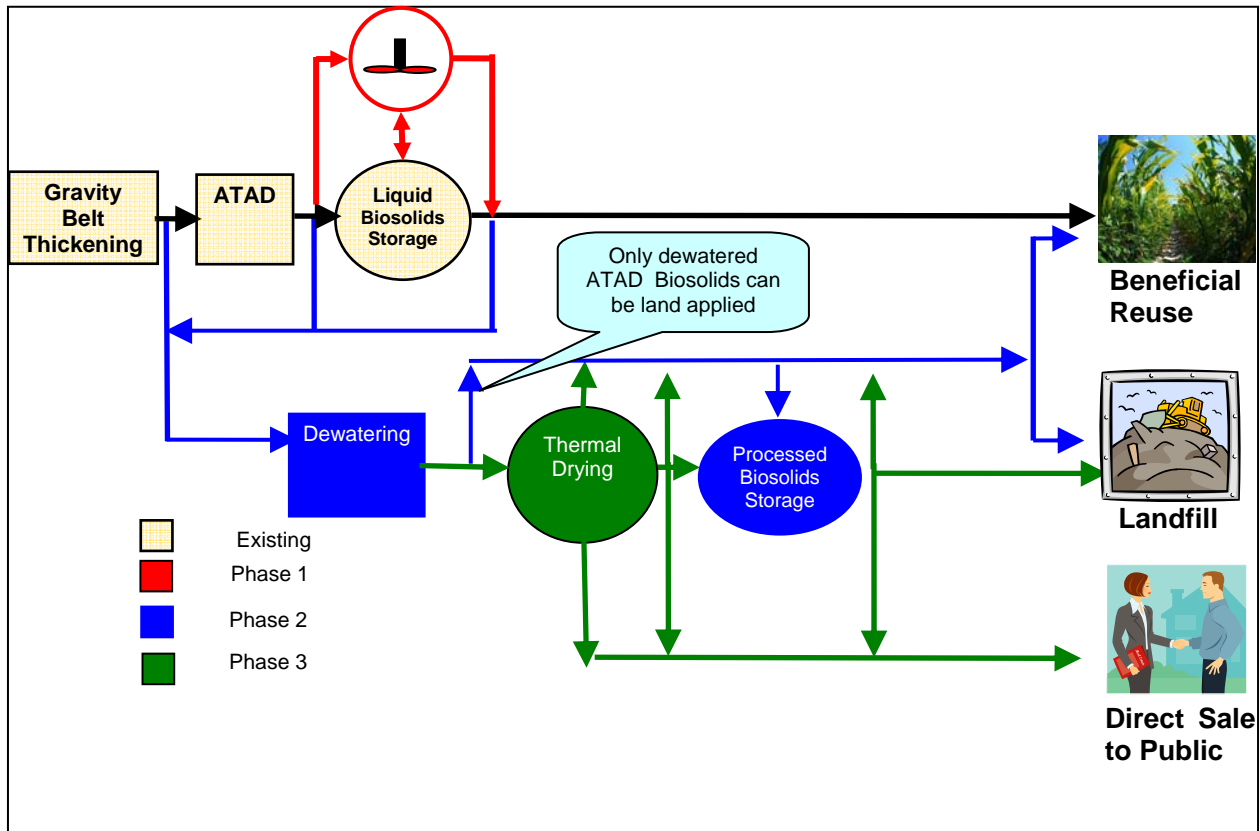 Gravity
Belt
Thickening
ATAD
Liquid
Biosolids
Storage
Only dewatered
ATAD Biosolids can
be land applied
Beneficial
Reuse
Dewatering
Thermal
Drying
Processed
Biosolids
Storage
Landfill
Existing
Phase 1
Phase 2
Phase 3
Direct Sale
to Public